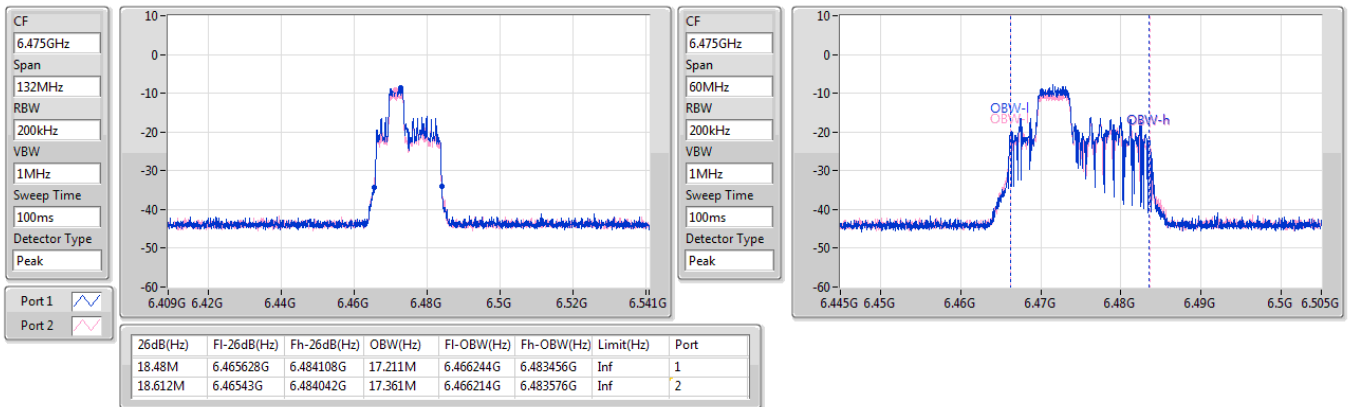 CF
6.475GHz
Span
132MHz
RBW
200kHz
VBW
1MHz
Sweep Time
100ms
Detector Type
Peak
10
0
-10
-20
-30
-40
-50
-60
6.409G 6.42G 6.44G 6.46G 6.48G 6.5G 6.52G 6.541G
CF
6.475GHz
Span
60MHz
RBW
200kHz
VBW
1MHz
Sweep Time
100ms
Detector Type
Peak
10
0
-10
-20
-30
-40
-50
-60
OBW-l
OBW-
OBW-h
6.445G 6.45G 6.46G 6.47G 6.48G 6.49G 6.5G 6.505G
Port 1
Port 2
26dB(Hz) Fl-26dB(Hz) Fh-26dB(Hz) OBW(Hz) Fl-OBW(Hz) Fh-OBW(Hz) Limit(Hz) Port
18.48M 6.465628G 6.484108G 17.211M 6.466244G 6.483456G Inf 1
18.612M 6.46543G 6.484042G 17.361M 6.466214G 6.483576G Inf 2